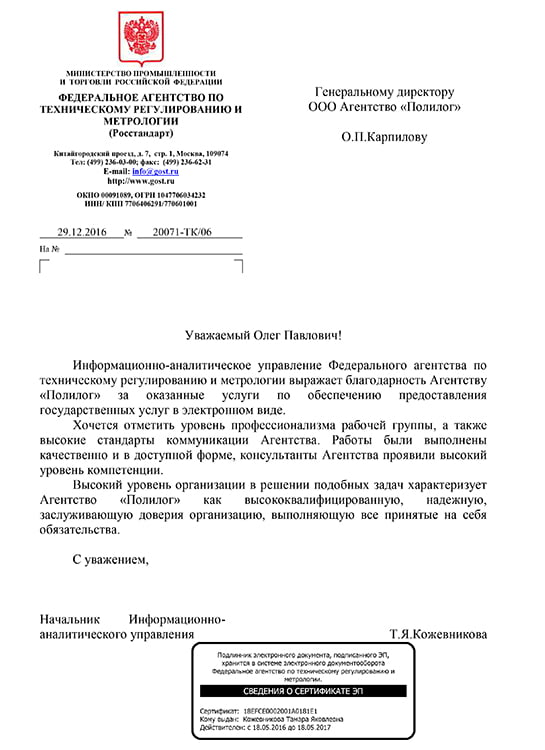 МИНИСТЕРСТВО ПРОМЫШЛЕННОСТИ
И ТОРГОВЛИ РОССИЙСКОЙ ФЕДЕРАЦИИ
ФЕДЕРАЛЬНОЕ АГЕНТСТВО ПО
ТЕХНИЧЕСКОМУ РЕГУЛИРОВАНИЮ И
МЕТРОЛОГИИ
(Росстандарт)
Китайгородский проезд, д. 7, стр. 1, Москва, 109074
Тел: (499) 236-03-00; факс: (499) 236-62-31
E-mail: info@gost.ru
http://www.gost.ru
ОКПО 00091089, ОГРН 1047706034232
ИНН/ КПП 7706406291/770601001
29.12.2016 № 20071-ТК/06
На №
Генеральному директору
ООО Агентство «Полилог»
О.П.Карпилову
Уважаемый Олег Павлович!
Информационно-аналитическое управление Федерального агентства по
техническому регулированию и метрологии выражает благодарность Агентству
«Полилог» за оказанные услуги по обеспечению предоставления
государственных услуг в электронном виде.
Хочется отметить уровень профессионализма рабочей группы, а также
высокие стандарты коммуникации Агентства. Работы были выполнены
качественно и в доступной форме, консультанты Агентства проявили высокий
уровень компетенции.
Высокий уровень организации в решении подобных задач характеризует
Агентство «Полилог» как высококвалифицированную, надежную,
заслуживающую доверия организацию, выполняющую все принятые на себя
обязательства.
С уважением,
Начальник Информационно-
аналитического управления Т.Я.Кожевникова
Подлинник электронного документа, подписанного ЭП,
хранится в системе электронного документооборота
Федеральное агентство по техническому регулированию и
метрологии.
СВЕДЕНИЯ О СЕРТИФИКАТЕ ЭП
Сертификат: 18EFCE0002001A0181E1
Кому выдан: Кожевникова Тамара Яковлевна
Действителен: с 18.05.2016 до 18.05.2017